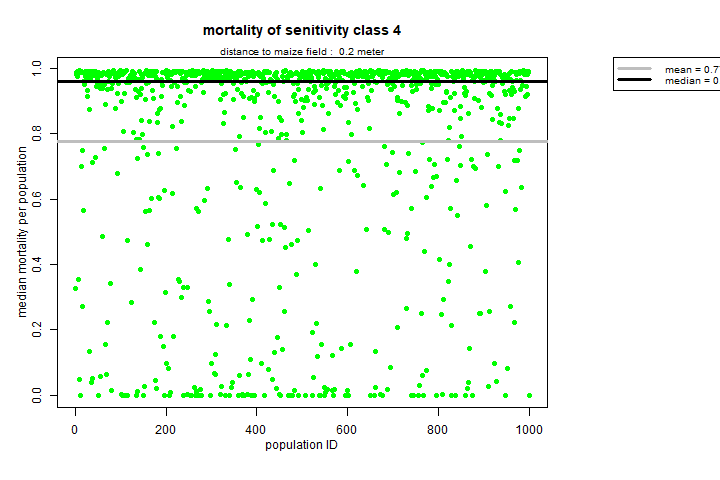 mortality of senitivity class 4
distance to maize field : 0.2 meter
median mortality per population
1.0
0.8
0.6
0.4
0.2
0.0
0 200 400 600 800 1000
population ID
mean = 0.7
median = 0